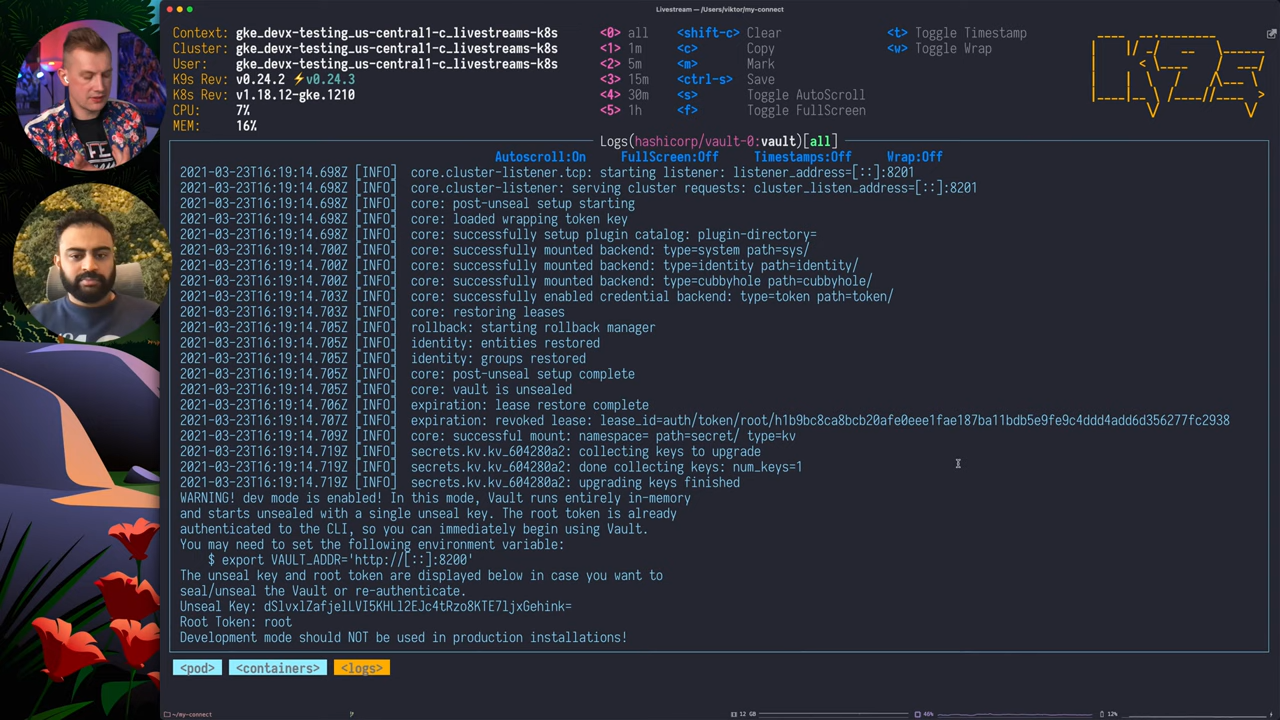 Livestream — /Users/viktor/my-connect
Context: gke_devx-testing_us-central1-c_livestreams-k8s <0> all <shift-c> Clear <t> Toggle Timestamp
Cluster: gke_devx-testing_us-central1-c_livestreams-k8s <1> 1m <c> Copy <w> Toggle Wrap
User: gke_devx-testing_us-central1-c_livestreams-k8s <2> 5m <m> Mark
K9s Rev: v0.24.2 ⚡v0.24.3 <3> 15m <ctrl-s> Save
K8s Rev: v1.18.12-gke.1210 <4> 30m <s> Toggle AutoScroll
CPU: 7% <5> 1h <f> Toggle FullScreen
MEM: 16%
Logs(hashicorp/vault-0:vault)[all]
Autoscroll:On FullScreen:Off Timestamps:Off Wrap:Off
2021-03-23T16:19:14.698Z [INFO] core.cluster-listener.tcp: starting listener: listener_address=[::]:8201
2021-03-23T16:19:14.698Z [INFO] core.cluster-listener: serving cluster requests: cluster_listen_address=[::]:8201
2021-03-23T16:19:14.698Z [INFO] core: post-unseal setup starting
2021-03-23T16:19:14.698Z [INFO] core: loaded wrapping token key
2021-03-23T16:19:14.698Z [INFO] core: successfully setup plugin catalog: plugin-directory=
2021-03-23T16:19:14.700Z [INFO] core: successfully mounted backend: type=system path=sys/
2021-03-23T16:19:14.700Z [INFO] core: successfully mounted backend: type=identity path=identity/
2021-03-23T16:19:14.700Z [INFO] core: successfully mounted backend: type=cubbyhole path=cubbyhole/
2021-03-23T16:19:14.703Z [INFO] core: successfully enabled credential backend: type=token path=token/
2021-03-23T16:19:14.703Z [INFO] core: restoring leases
2021-03-23T16:19:14.705Z [INFO] rollback: starting rollback manager
2021-03-23T16:19:14.705Z [INFO] identity: entities restored
2021-03-23T16:19:14.705Z [INFO] identity: groups restored
2021-03-23T16:19:14.705Z [INFO] core: post-unseal setup complete
2021-03-23T16:19:14.705Z [INFO] core: vault is unsealed
2021-03-23T16:19:14.706Z [INFO] expiration: lease restore complete
2021-03-23T16:19:14.707Z [INFO] expiration: revoked lease: lease_id=auth/token/root/h1b9bc8ca8bcb20afe0eee1fae187ba11bdb5e9fe9c4ddd4add6d356277fc2938
2021-03-23T16:19:14.709Z [INFO] core: successful mount: namespace= path=secret/ type=kv
2021-03-23T16:19:14.719Z [INFO] secrets.kv.kv_604280a2: collecting keys to upgrade
2021-03-23T16:19:14.719Z [INFO] secrets.kv.kv_604280a2: done collecting keys: num_keys=1
2021-03-23T16:19:14.719Z [INFO] secrets.kv.kv_604280a2: upgrading keys finished
WARNING! dev mode is enabled! In this mode, Vault runs entirely in-memory
and starts unsealed with a single unseal key. The root token is already
authenticated to the CLI, so you can immediately begin using Vault.
You may need to set the following environment variable:
$ export VAULT_ADDR='http://[::]:8200'
The unseal key and root token are displayed below in case you want to
seal/unseal the Vault or re-authenticate.
Unseal Key: dSlvxlZafjelLVI5KHLl2EJc4tRzo8KTE7ljxGehink=
Root Token: root
Development mode should NOT be used in production installations!
<pod> <containers> <logs>
~/my-connect 12 GB 46% 12%